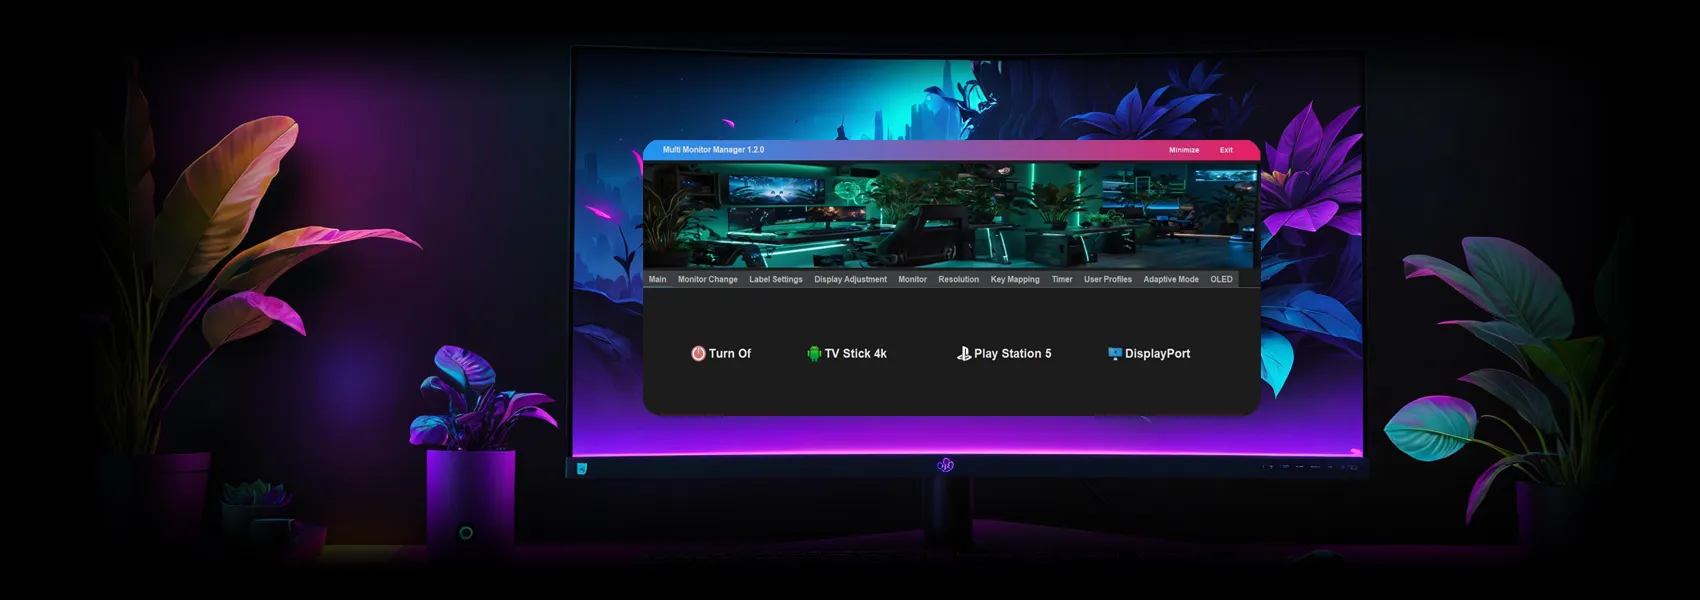 Multi Monitor Manager 1.2.0 Minimize Exit
Main Monitor Change Label Settings Display Adjustment Monitor Resolution Key Mapping Timer User Profiles Adaptive Mode OLED
Turn Of TV Stick 4k Play Station 5 DisplayPort